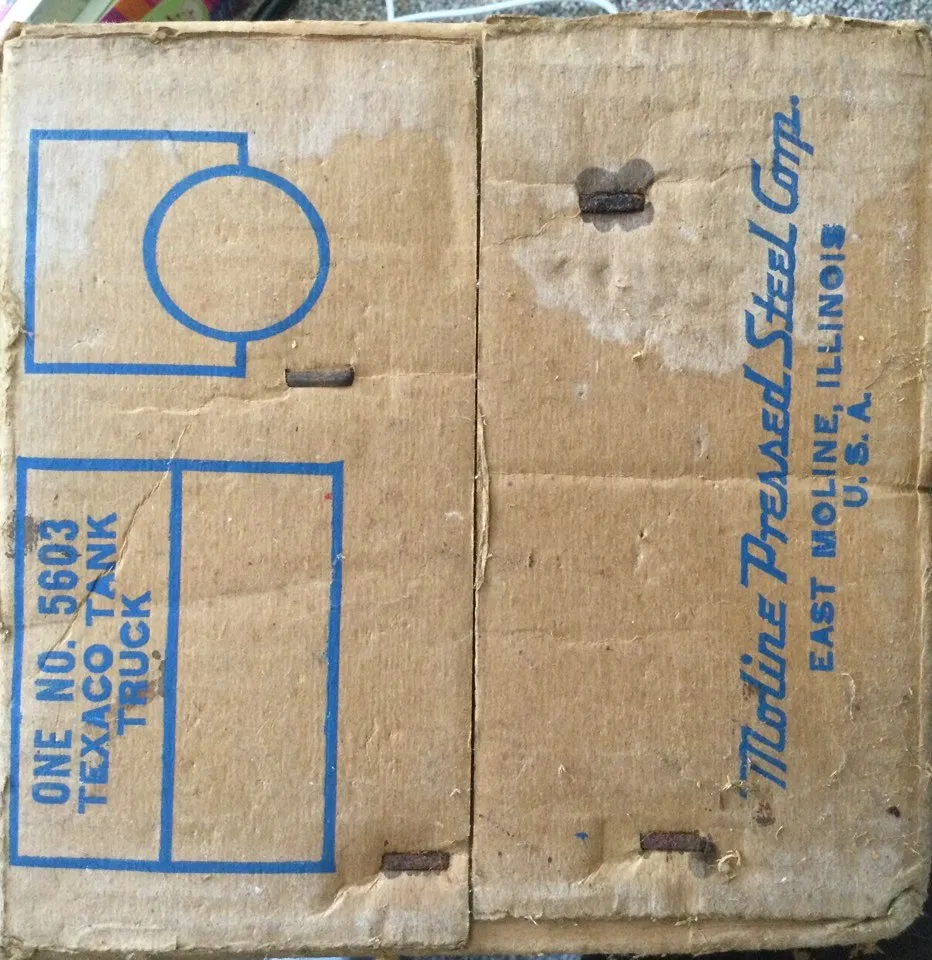 ONE NO. 5603
TEXACO TANK
TRUCK
Moline Pressed Steel Corp.
EAST MOLINE, ILLINOIS
U. S. A.